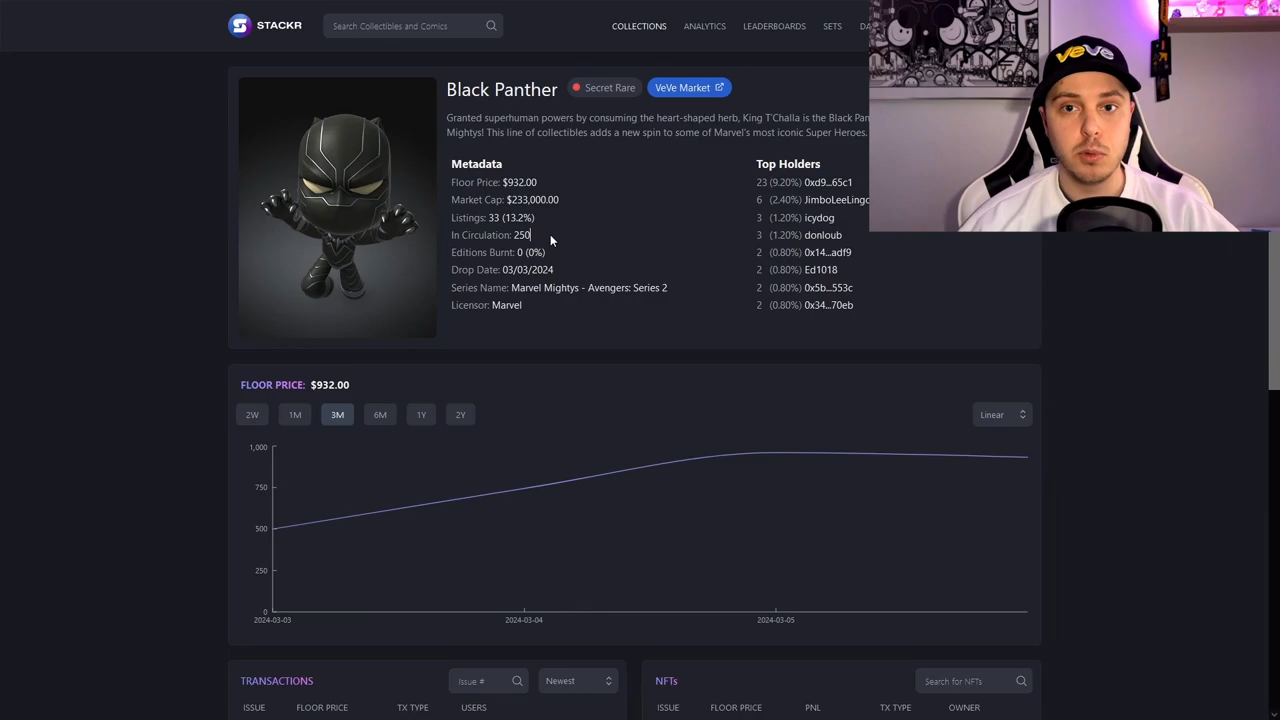 STACKR
Search Collectibles and Comics
COLLECTIONS
ANALYTICS
LEADERBOARDS
SETS
VEVE
Black Panther
Secret Rare
VeVe Market
Granted superhuman powers by consuming the heart-shaped herb, King T'Challa is the Black Pan
Mightys! This line of collectibles adds a new spin to some of Marvel's most iconic Super Heroes.
Metadata
Floor Price: $932.00
Market Cap: $233,000.00
Listings: 33 (13.2%)
In Circulation: 250
Editions Burnt: 0 (0%)
Drop Date: 03/03/2024
Series Name: Marvel Mightys - Avengers: Series 2
Licensor: Marvel
Top Holders
23 (9.20%) 0xd9...65c1
6 (2.40%) JimboLeeLingo
3 (1.20%) icydog
3 (1.20%) donloub
2 (0.80%) 0x14...adf9
2 (0.80%) Ed1018
2 (0.80%) 0x5b...553c
2 (0.80%) 0x34...70eb
FLOOR PRICE: $932.00
2W
1M
3M
6M
1Y
2Y
Linear
1,000
750
500
250
0
2024-03-03
2024-03-04
2024-03-05
TRANSACTIONS
Issue #
Newest
ISSUE FLOOR PRICE TX TYPE USERS
NFTs
Search for NFTs
ISSUE FLOOR PRICE PNL TX TYPE OWNER